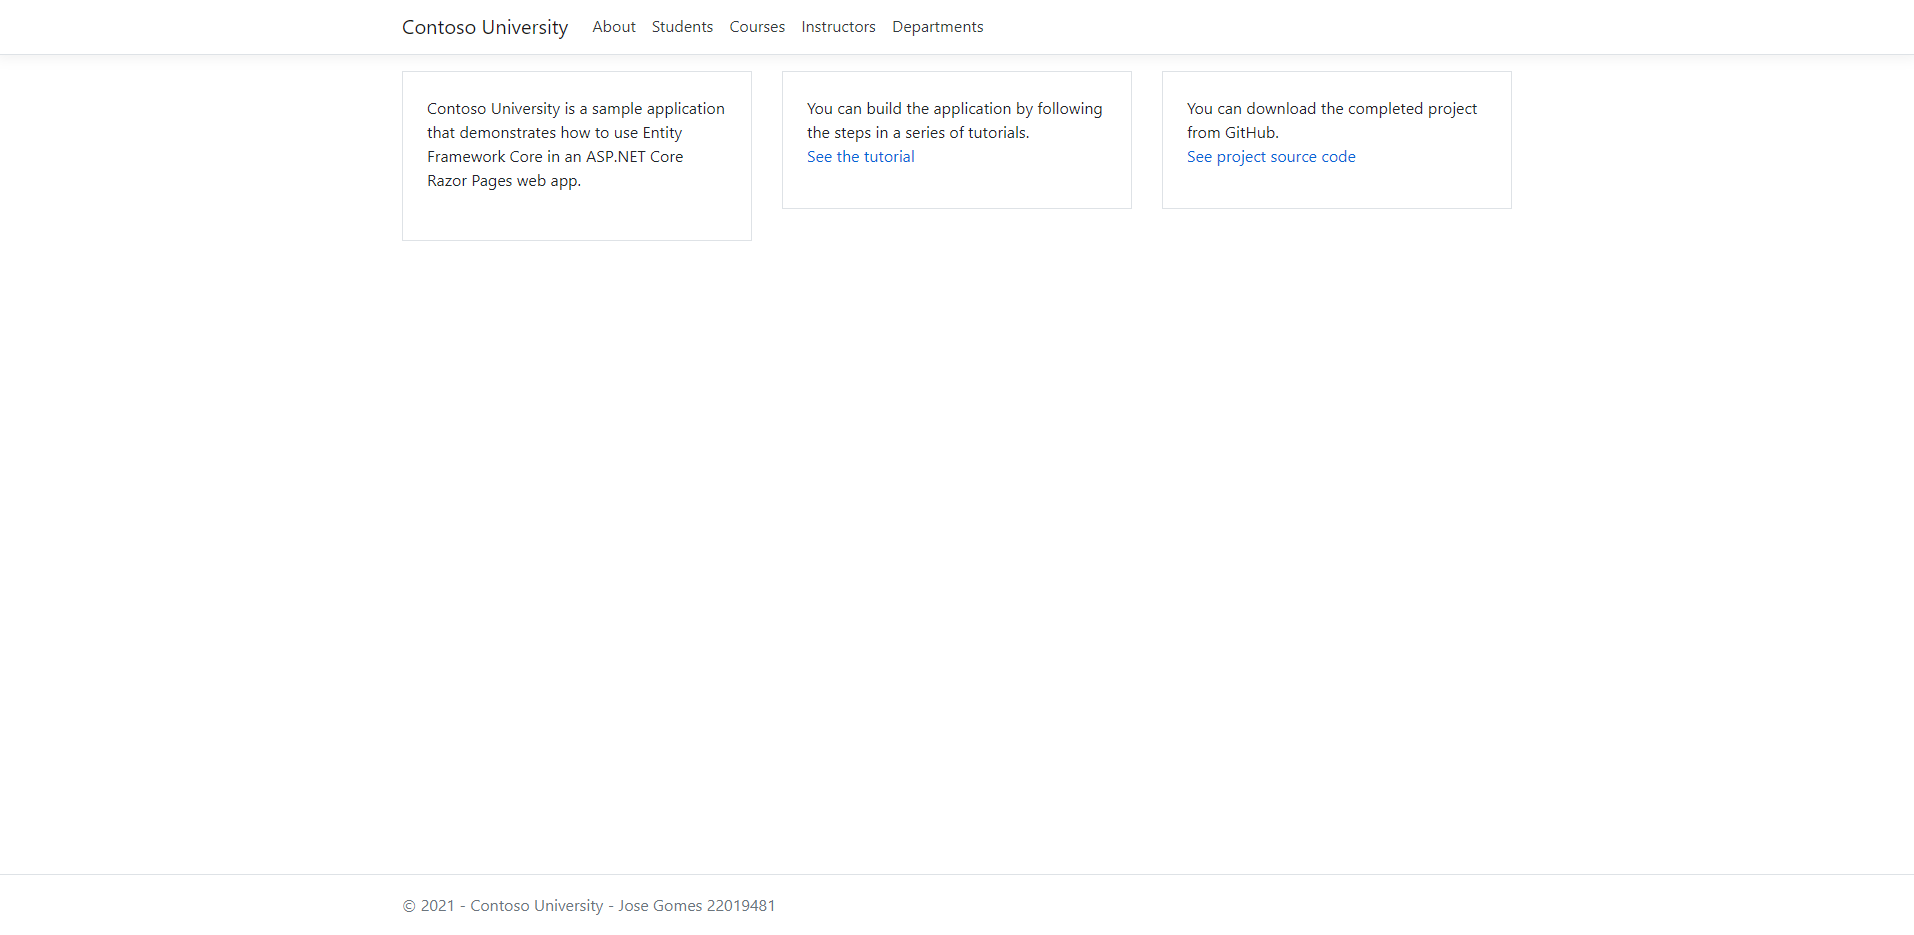 Contoso University About Students Courses Instructors Departments
Contoso University is a sample application
that demonstrates how to use Entity
Framework Core in an ASP.NET Core
Razor Pages web app.
You can build the application by following
the steps in a series of tutorials.
See the tutorial
You can download the completed project
from GitHub.
See project source code
© 2021 - Contoso University - Jose Gomes 22019481